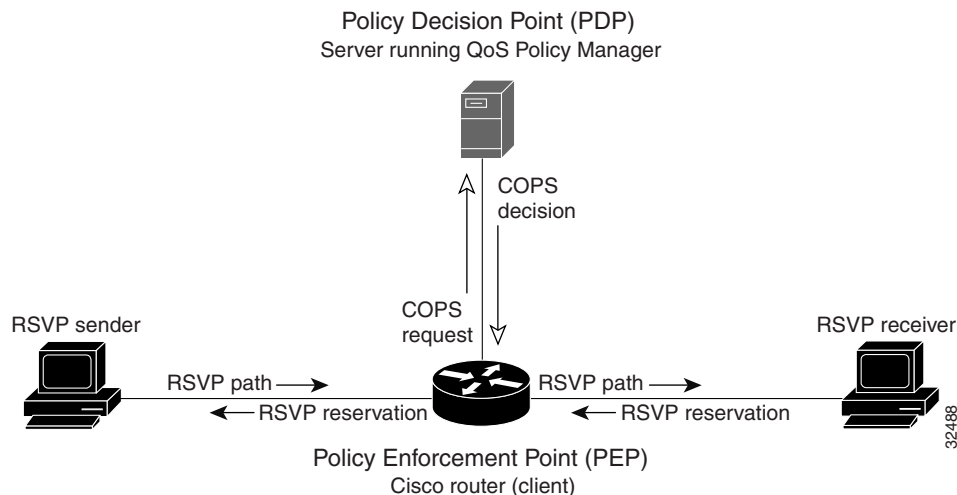 Policy Decision Point (PDP)
Server running QoS Policy Manager
COPS
decision
COPS
request
RSVP sender
RSVP receiver
RSVP path
RSVP path
RSVP reservation
RSVP reservation
32488
Policy Enforcement Point (PEP)
Cisco router (client)